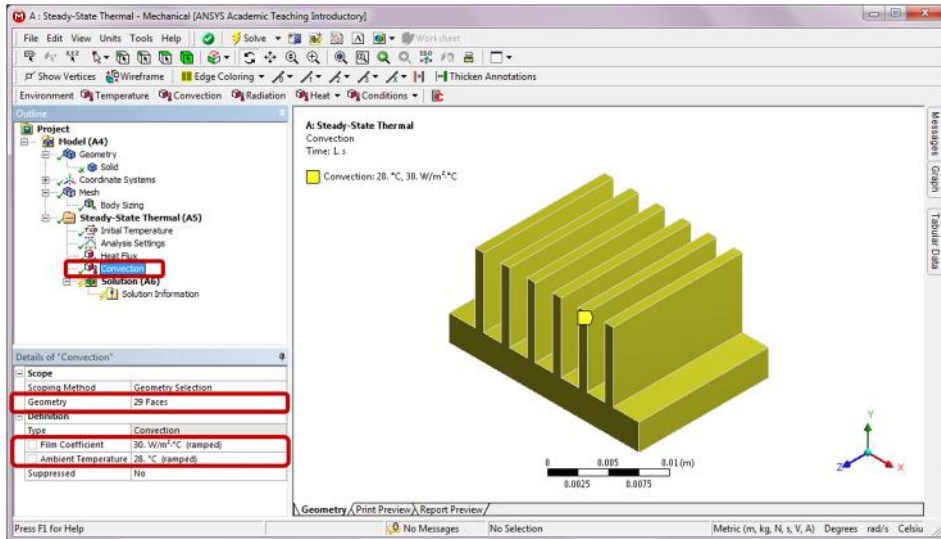 A : Steady-State Thermal - Mechanical [ANSYS Academic Teaching Introductory]
File Edit View Units Tools Help Solve Worksheet
Show Vertices Wireframe Edge Coloring Thicken Annotations
Environment Temperature Convection Radiation Heat Conditions
Outline
Project
Model (A4)
Geometry
Solid
Coordinate Systems
Mesh
Body Sizing
Steady-State Thermal (A5)
Initial Temperature
Analysis Settings
Heat Flux
Convection
Solution (A6)
Solution Information
Details of "Convection"
Scope
Scoping Method Geometry Selection
Geometry 29 Faces
Definition
Type Convection
Film Coefficient 30. W/m²·°C (ramped)
Ambient Temperature 28. °C (ramped)
Suppressed No
A: Steady-State Thermal
Convection
Time: 1. s
Convection: 28. °C, 30. W/m²·°C
0 0.005 0.01 (m)
0.0025 0.0075
Y
Z X
Geometry Print Preview Report Preview
Messages
Graph
Tabular Data
Press F1 for Help 0 No Messages No Selection Metric (m, kg, N, s, V, A) Degrees rad/s Celsiu